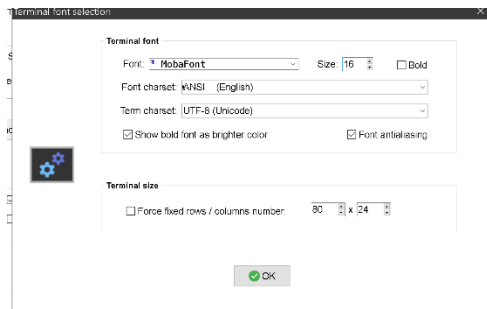 Terminal font selection
Terminal font
Font: MobaFont Size: 16 Bold
Font charset: ANSI (English)
Term charset: UTF-8 (Unicode)
Show bold font as brighter color Font antialiasing
Terminal size
Force fixed rows / columns number: 80 x 24
OK